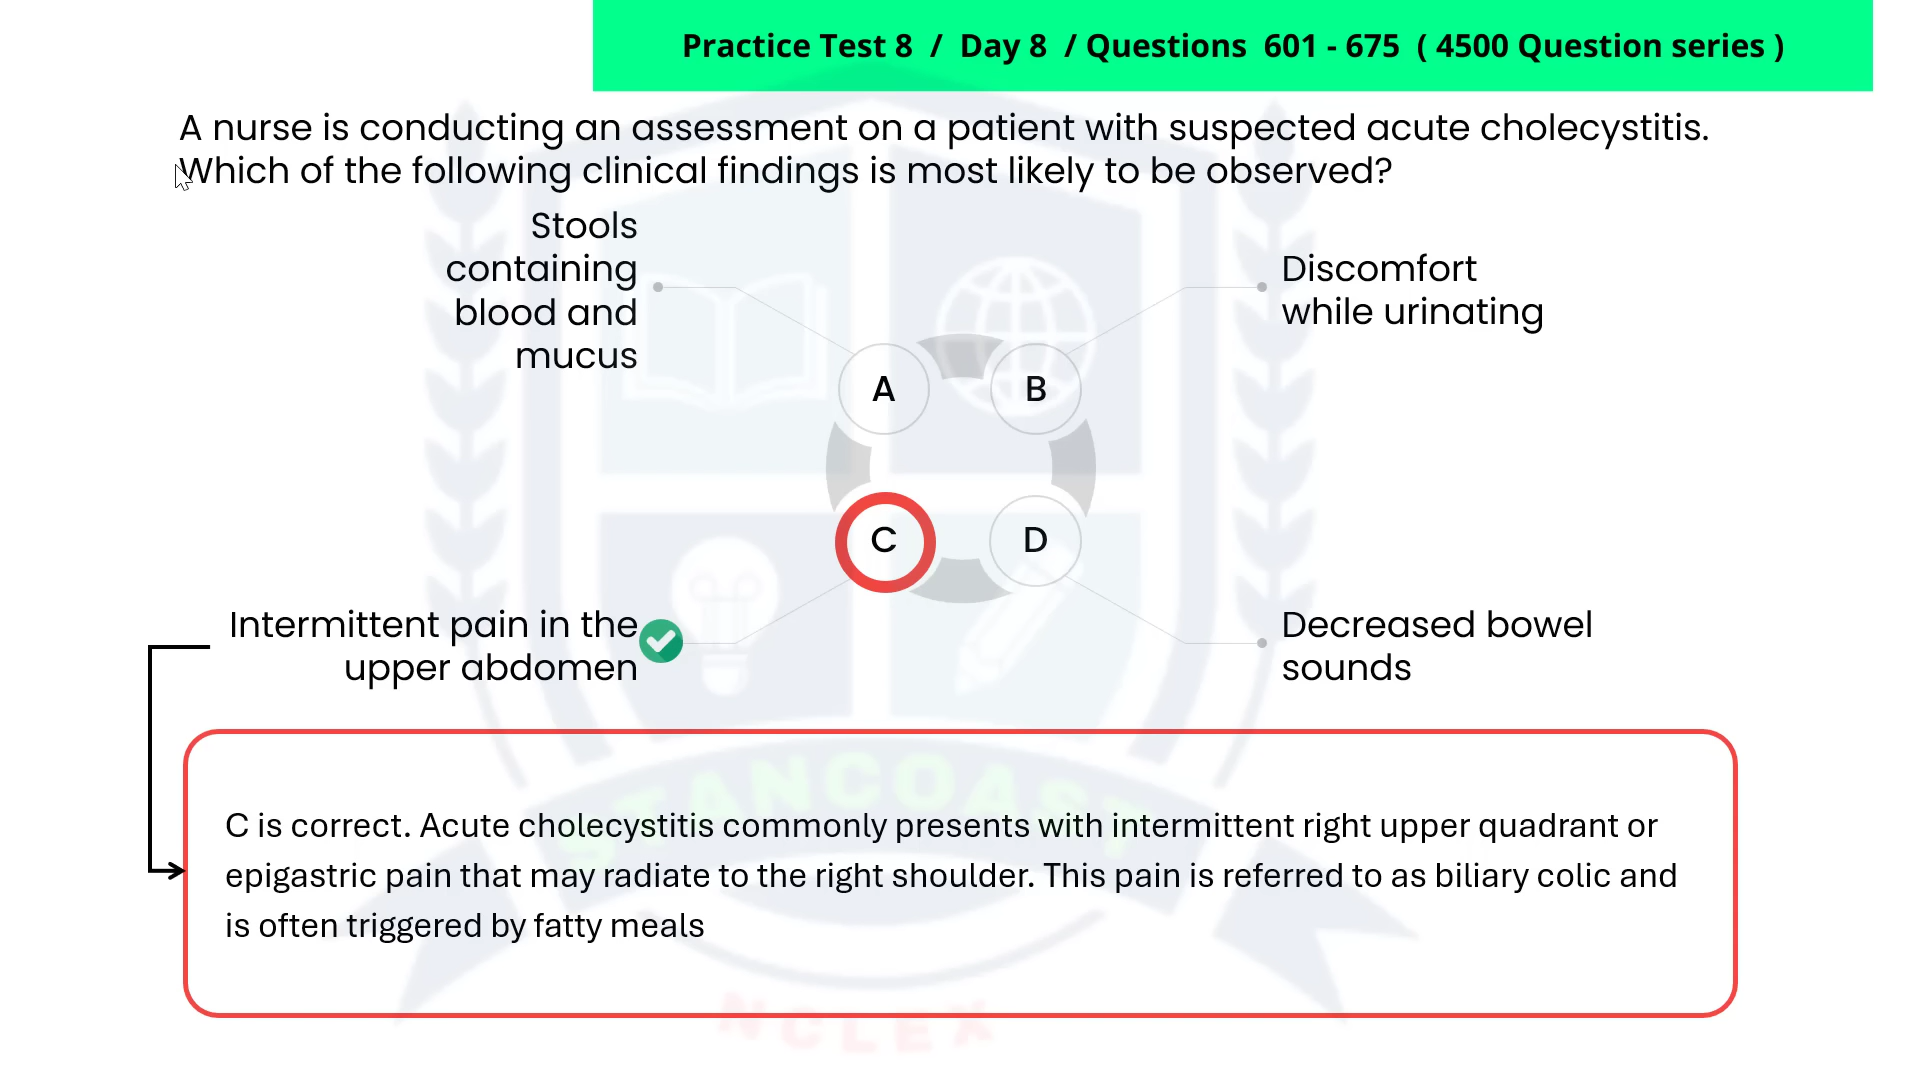 Practice Test 8 / Day 8 / Questions 601 - 675 ( 4500 Question series )
A nurse is conducting an assessment on a patient with suspected acute cholecystitis.
Which of the following clinical findings is most likely to be observed?
Stools
containing
blood and
mucus
Discomfort
while urinating
A
B
C
D
Intermittent pain in the
upper abdomen
Decreased bowel
sounds
C is correct. Acute cholecystitis commonly presents with intermittent right upper quadrant or
epigastric pain that may radiate to the right shoulder. This pain is referred to as biliary colic and
is often triggered by fatty meals
STANCOAST
NCLEX